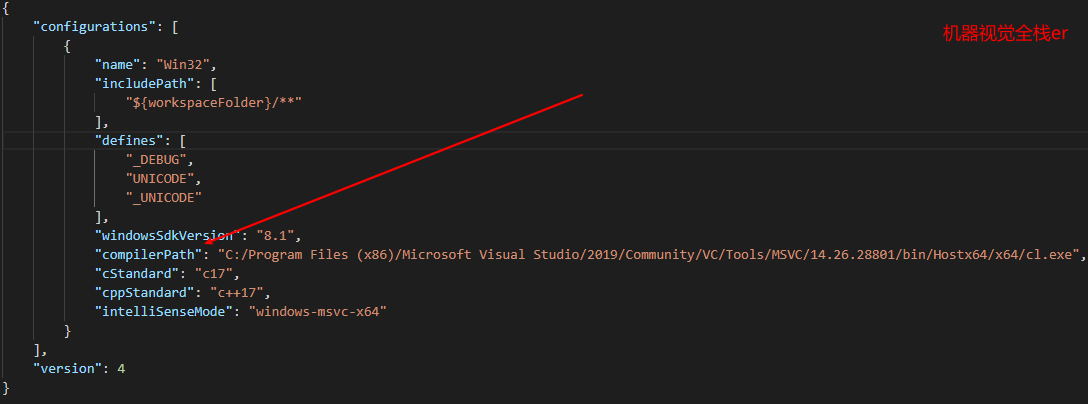 {
    "configurations": [
        {
            "name": "Win32",
            "includePath": [
                "${workspaceFolder}/**"
            ],
            "defines": [
                "_DEBUG",
                "UNICODE",
                "_UNICODE"
            ],
            "windowsSdkVersion": "8.1",
            "compilerPath": "C:/Program Files (x86)/Microsoft Visual Studio/2019/Community/VC/Tools/MSVC/14.26.28801/bin/Hostx64/x64/cl.exe",
            "cStandard": "c17",
            "cppStandard": "c++17",
            "intelliSenseMode": "windows-msvc-x64"
        }
    ],
    "version": 4
}
机器视觉全栈er